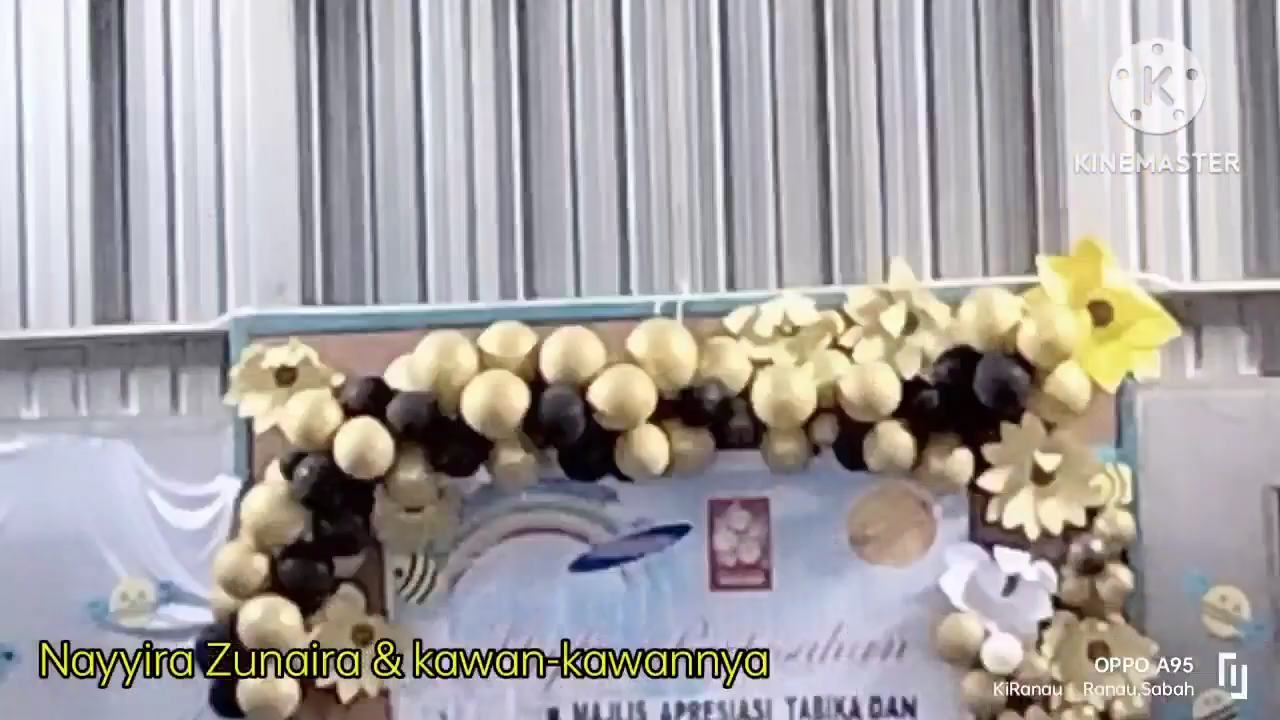 KINEMASTER
Nayyira Zunaira & kawan-kawannya
MAJLIS APRESIASI TABIKA DAN
OPPO A95
KiRanau Ranau,Sabah